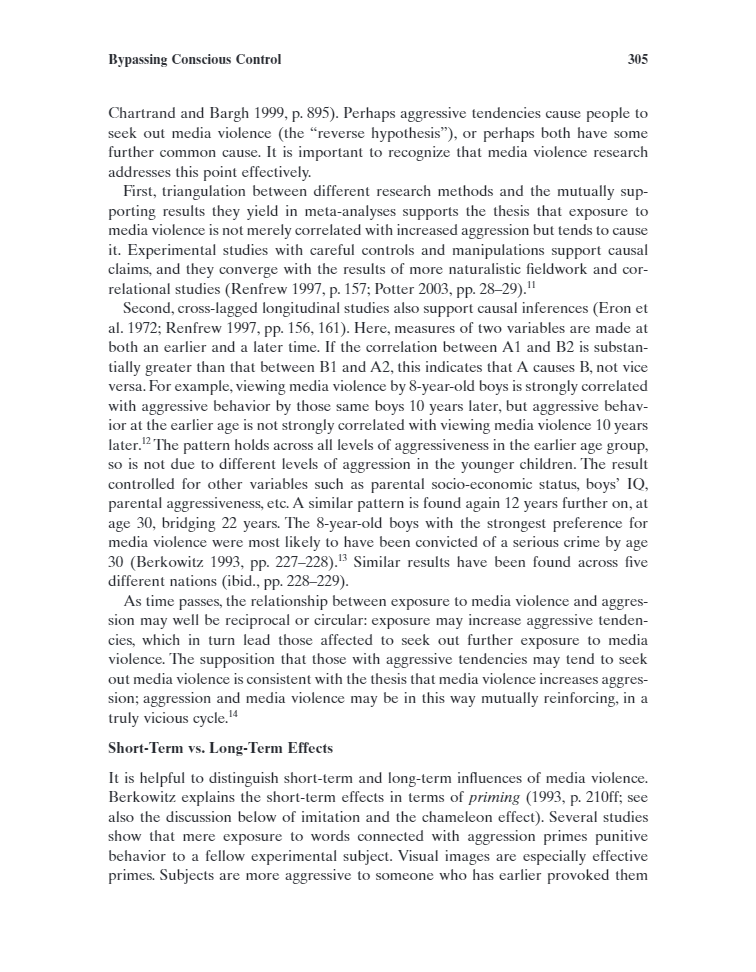 Bypassing Conscious Control 305
Chartrand and Bargh 1999, p. 895). Perhaps aggressive tendencies cause people to
seek out media violence (the “reverse hypothesis”), or perhaps both have some
further common cause. It is important to recognize that media violence research
addresses this point effectively.
First, triangulation between different research methods and the mutually sup-
porting results they yield in meta-analyses supports the thesis that exposure to
media violence is not merely correlated with increased aggression but tends to cause
it. Experimental studies with careful controls and manipulations support causal
claims, and they converge with the results of more naturalistic fieldwork and cor-
relational studies (Renfrew 1997, p. 157; Potter 2003, pp. 28–29).11
Second, cross-lagged longitudinal studies also support causal inferences (Eron et
al. 1972; Renfrew 1997, pp. 156, 161). Here, measures of two variables are made at
both an earlier and a later time. If the correlation between A1 and B2 is substan-
tially greater than that between B1 and A2, this indicates that A causes B, not vice
versa. For example, viewing media violence by 8-year-old boys is strongly correlated
with aggressive behavior by those same boys 10 years later, but aggressive behav-
ior at the earlier age is not strongly correlated with viewing media violence 10 years
later.12 The pattern holds across all levels of aggressiveness in the earlier age group,
so is not due to different levels of aggression in the younger children. The result
controlled for other variables such as parental socio-economic status, boys’ IQ,
parental aggressiveness, etc. A similar pattern is found again 12 years further on, at
age 30, bridging 22 years. The 8-year-old boys with the strongest preference for
media violence were most likely to have been convicted of a serious crime by age
30 (Berkowitz 1993, pp. 227–228).13 Similar results have been found across five
different nations (ibid., pp. 228–229).
As time passes, the relationship between exposure to media violence and aggres-
sion may well be reciprocal or circular: exposure may increase aggressive tenden-
cies, which in turn lead those affected to seek out further exposure to media
violence. The supposition that those with aggressive tendencies may tend to seek
out media violence is consistent with the thesis that media violence increases aggres-
sion; aggression and media violence may be in this way mutually reinforcing, in a
truly vicious cycle.14
Short-Term vs. Long-Term Effects
It is helpful to distinguish short-term and long-term influences of media violence.
Berkowitz explains the short-term effects in terms of priming (1993, p. 210ff; see
also the discussion below of imitation and the chameleon effect). Several studies
show that mere exposure to words connected with aggression primes punitive
behavior to a fellow experimental subject. Visual images are especially effective
primes. Subjects are more aggressive to someone who has earlier provoked them